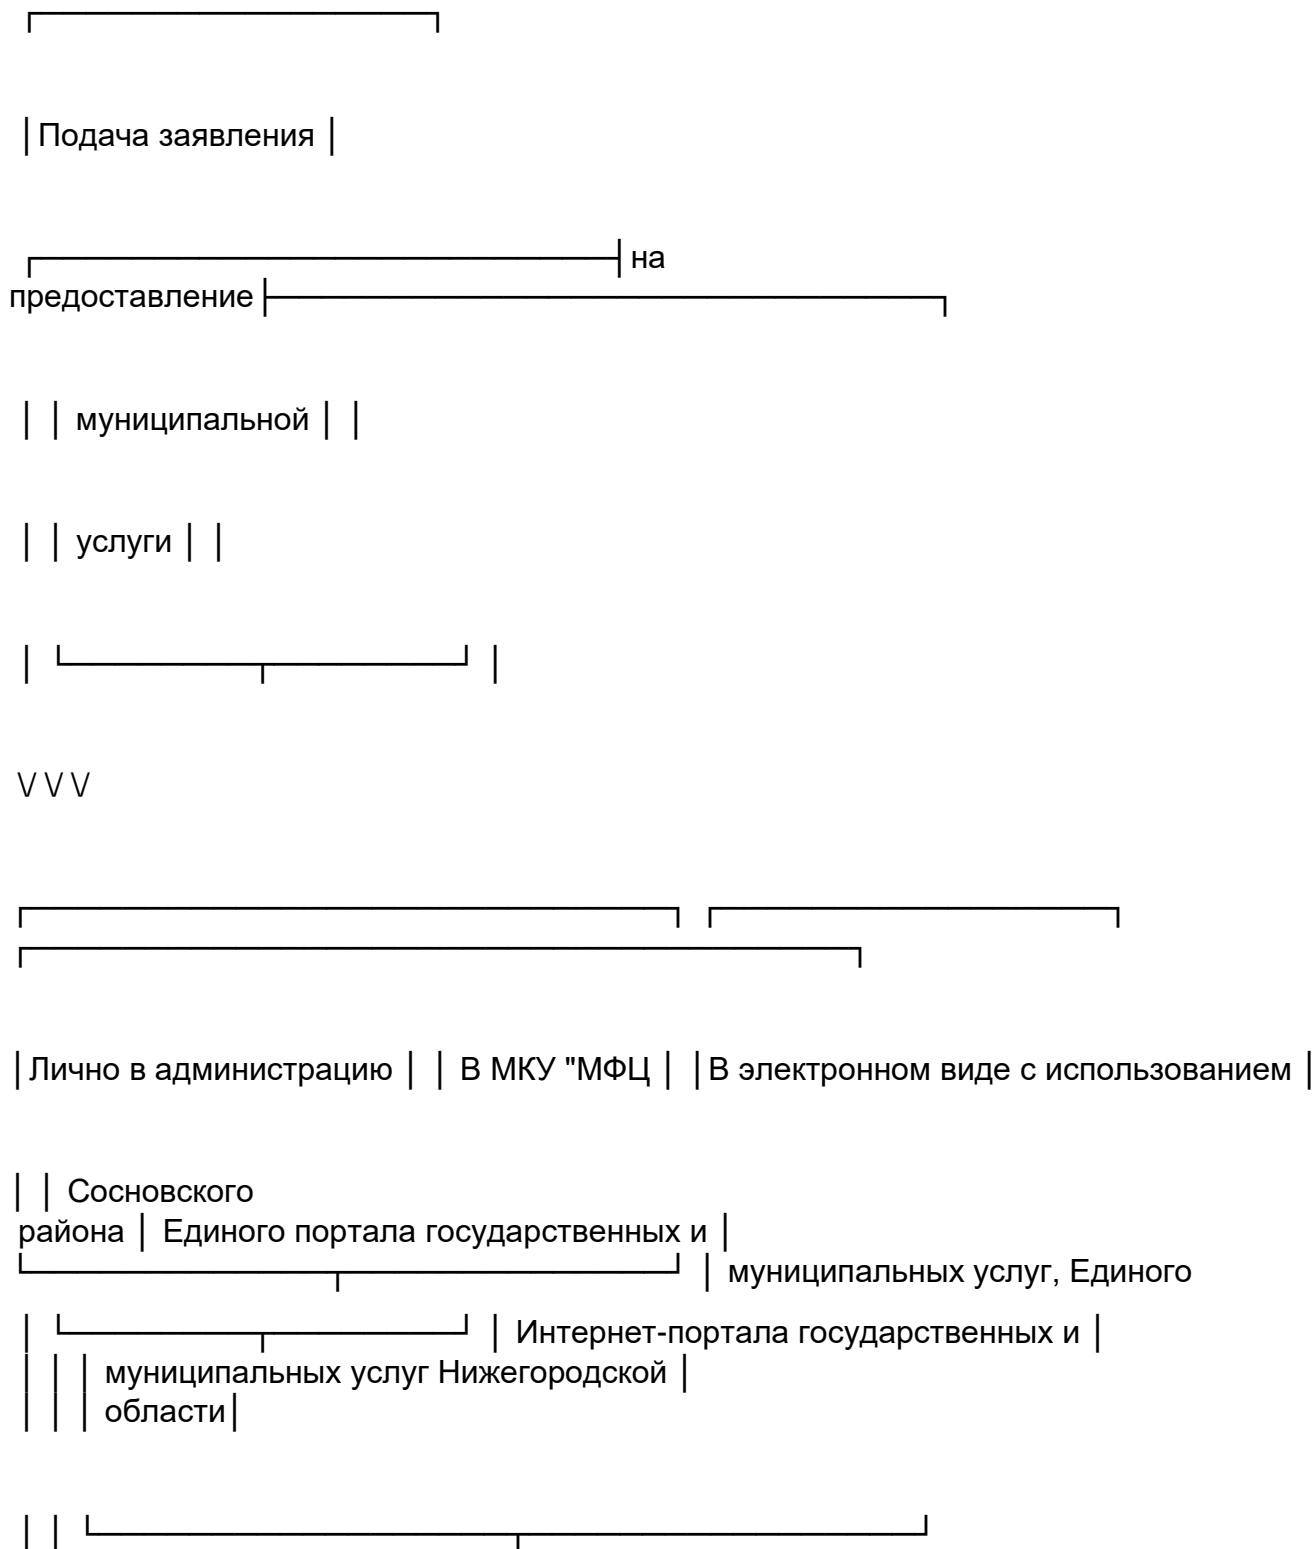 Подача заявления
на
предоставление
муниципальной
услуги
\/ \/ \/
Лично в администрацию В МКУ "МФЦ В электронном виде с использованием
Сосновского
района Единого портала государственных и
муниципальных услуг, Единого
Интернет-портала государственных и
муниципальных услуг Нижегородской
области